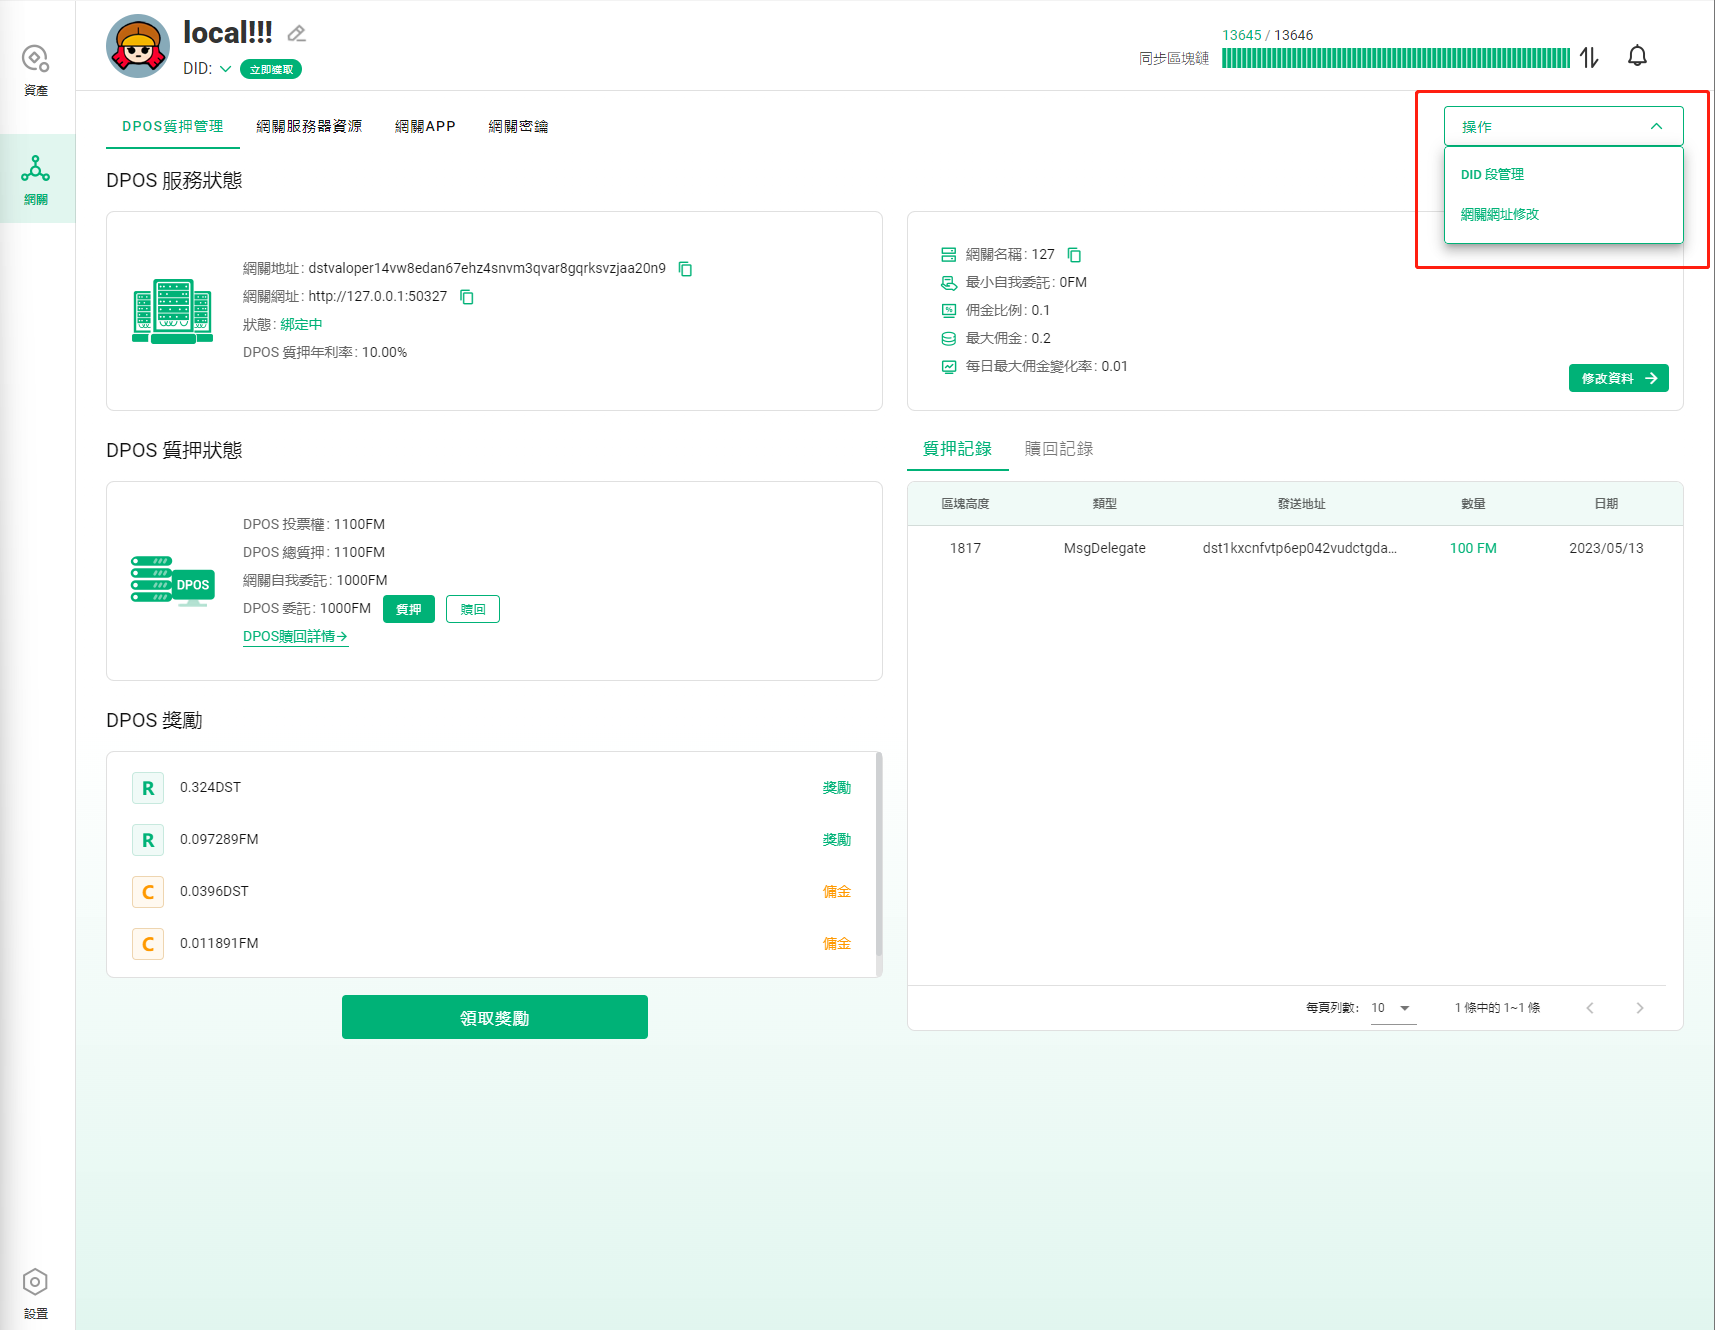 local!!!
DID:
立即獲取
13645 / 13646
同步區塊鏈
資產
網關
設置
DPOS質押管理
網關服務器資源
網關APP
網關密鑰
操作
DID 段管理
網關網址修改
DPOS 服務狀態
網關地址: dstvaloper14vw8edan67ehz4snvm3qvar8gqrksvzjaa20n9
網關網址: http://127.0.0.1:50327
狀態: 綁定中
DPOS 質押年利率: 10.00%
網關名稱: 127
最小自我委託: 0FM
佣金比例: 0.1
最大佣金: 0.2
每日最大佣金變化率: 0.01
修改資料
DPOS 質押狀態
DPOS
DPOS 投票權: 1100FM
DPOS 總質押: 1100FM
網關自我委託: 1000FM
DPOS 委託: 1000FM
質押
贖回
DPOS贖回詳情
質押記錄
贖回記錄
區塊高度 類型 發送地址 數量 日期
1817 MsgDelegate dst1kxcnfvtp6ep042vudctgda... 100 FM 2023/05/13
每頁列數: 10
1 條中的 1~1 條
DPOS 獎勵
R 0.324DST 獎勵
R 0.097289FM 獎勵
C 0.0396DST 傭金
C 0.011891FM 傭金
領取獎勵